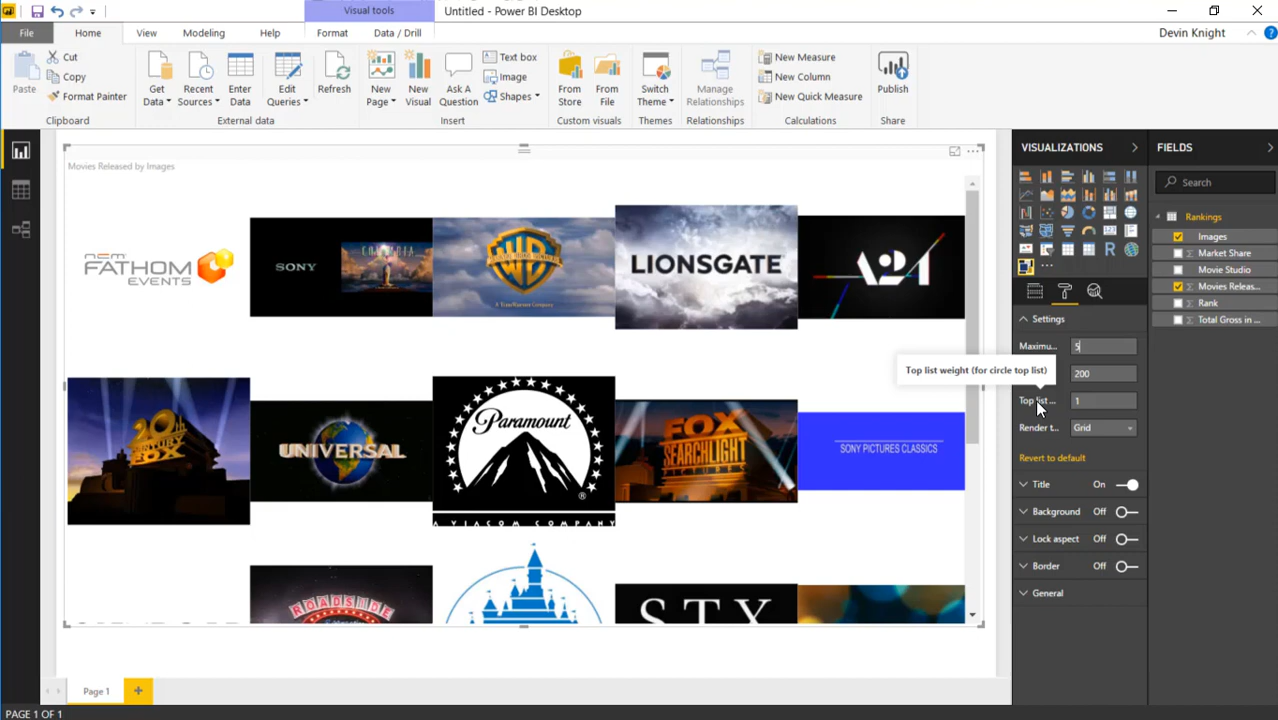 Visual tools
Untitled - Power BI Desktop
File
Home
View
Modeling
Help
Format
Data / Drill
Devin Knight
Paste
Cut
Copy
Format Painter
Clipboard
Get Data
Recent Sources
Enter Data
Edit Queries
Refresh
External data
New Page
New Visual
Ask A Question
Text box
Image
Shapes
Insert
From Store
From File
Custom visuals
Switch Theme
Themes
Manage Relationships
Relationships
New Measure
New Column
New Quick Measure
Calculations
Publish
Share
Movies Released by Images
FATHOM
EVENTS
SONY
COLUMBIA
WB
LIONSGATE
A24
20
CENTURY
FOX
UNIVERSAL
Paramount
®
A VIACOM COMPANY
FOX
SEARCHLIGHT
SONY PICTURES CLASSICS
ROADSIDE
STX
VISUALIZATIONS
R
Settings
Maximu...
5
Top list weight (for circle top list)
200
Top list ...
1
Render t...
Grid
Revert to default
Title
On
Background
Off
Lock aspect
Off
Border
Off
General
FIELDS
Search
Rankings
Images
Market Share
Movie Studio
Σ Movies Releas...
Σ Rank
Σ Total Gross in ...
Page 1
PAGE 1 OF 1